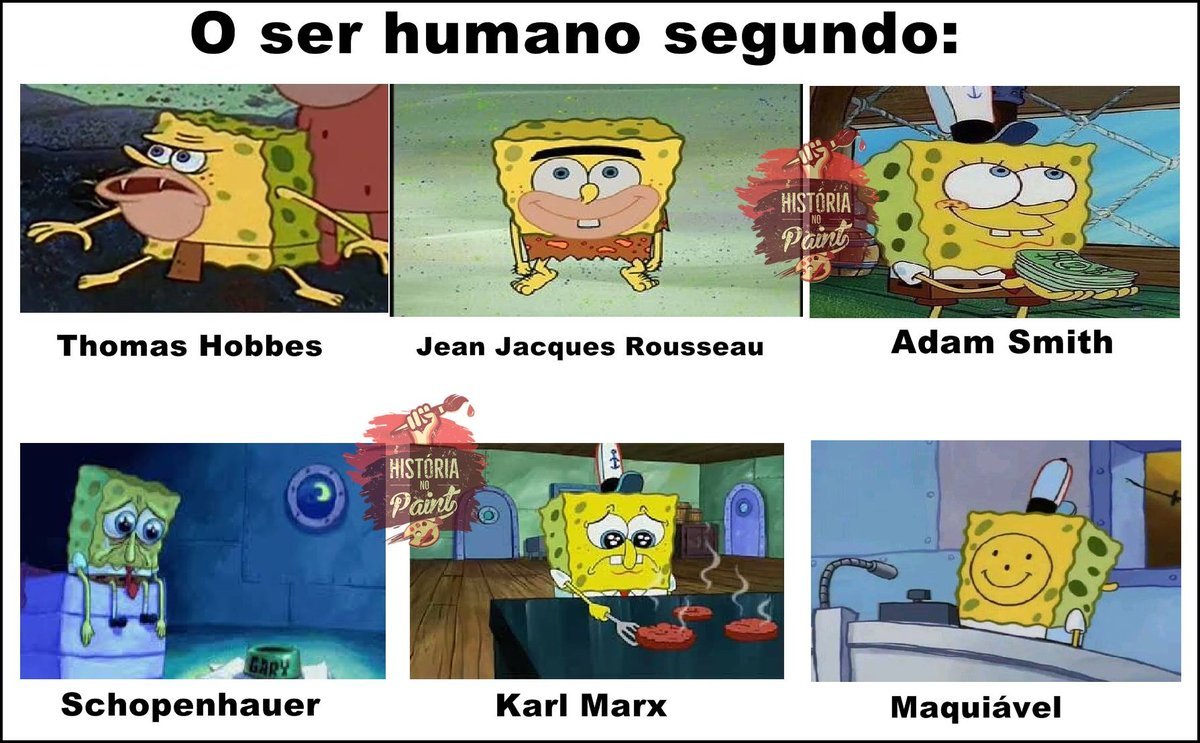 O ser humano segundo:
HISTÓRIA
NO
Paint
Thomas Hobbes
Jean Jacques Rousseau
Adam Smith
HISTÓRIA
NO
Paint
GARY
Schopenhauer
Karl Marx
Maquiável